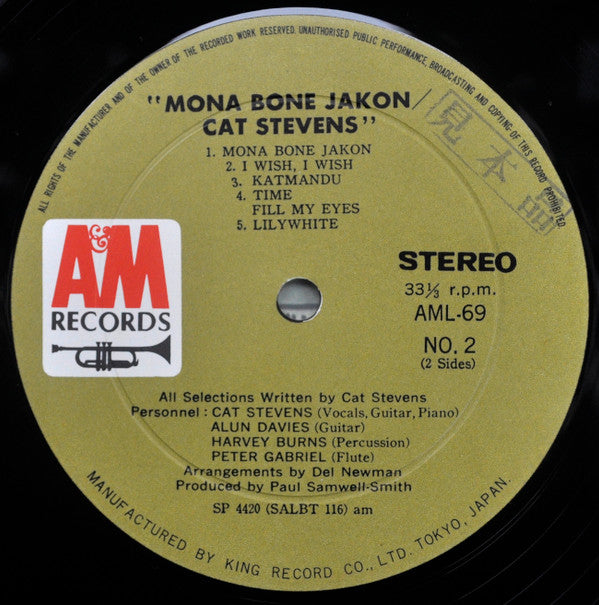 ALL RIGHTS OF THE MANUFACTURER AND OF THE OWNER OF THE RECORDED WORK RESERVED. UNAUTHORISED PUBLIC PERFORMANCE, BROADCASTING AND COPYING OF THIS RECORD PROHIBITED
"MONA BONE JAKON/
CAT STEVENS"
見本品
1. MONA BONE JAKON
2. I WISH, I WISH
3. KATMANDU
4. TIME
FILL MY EYES
5. LILYWHITE
A&M
RECORDS
STEREO
33⅓ r.p.m.
AML-69
NO. 2
(2 Sides)
All Selections Written by Cat Stevens
Personnel : CAT STEVENS (Vocals, Guitar, Piano)
ALUN DAVIES (Guitar)
HARVEY BURNS (Percussion)
PETER GABRIEL (Flute)
Arrangements by Del Newman
Produced by Paul Samwell-Smith
SP 4420 (SALBT 116) am
MANUFACTURED BY KING RECORD CO., LTD. TOKYO, JAPAN.